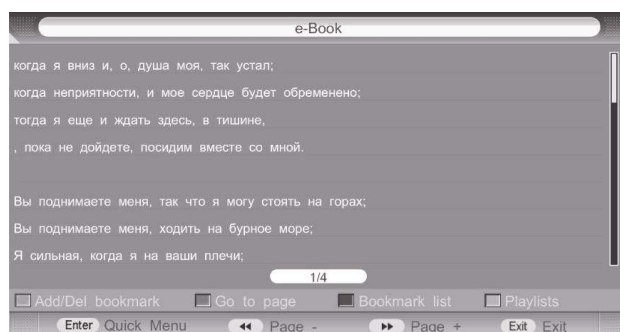 e-Book
когда я вниз и, о, душа моя, так устал;
когда неприятности, и мое сердце будет обременено;
тогда я еще и ждать здесь, в тишине,
, пока не дойдете, посидим вместе со мной.
Вы поднимаете меня, так что я могу стоять на горах;
Вы поднимаете меня, ходить на бурное море;
Я сильная, когда я на ваши плечи;
1/4
Add/Del bookmark Go to page Bookmark list Playlists
Enter Quick Menu Page - Page + Exit Exit